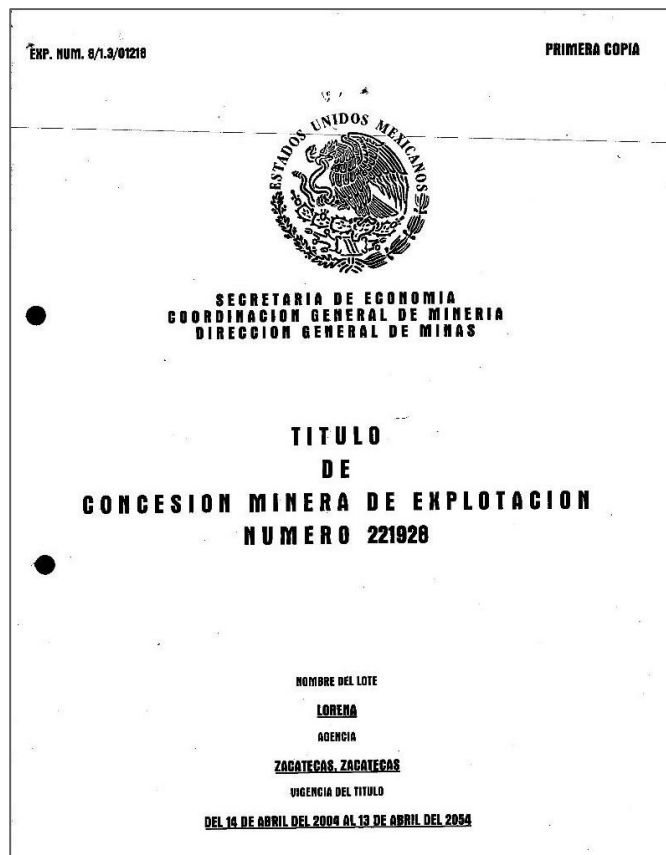 EXP. NUM. 8/1.3/01218
PRIMERA COPIA
ESTADOS UNIDOS MEXICANOS
SECRETARIA DE ECONOMIA
COORDINACION GENERAL DE MINERIA
DIRECCION GENERAL DE MINAS
TITULO
DE
CONCESION MINERA DE EXPLOTACION
NUMERO 221928
NOMBRE DEL LOTE
LORENA
AGENCIA
ZACATECAS, ZACATECAS
VIGENCIA DEL TITULO
DEL 14 DE ABRIL DEL 2004 AL 13 DE ABRIL DEL 2054